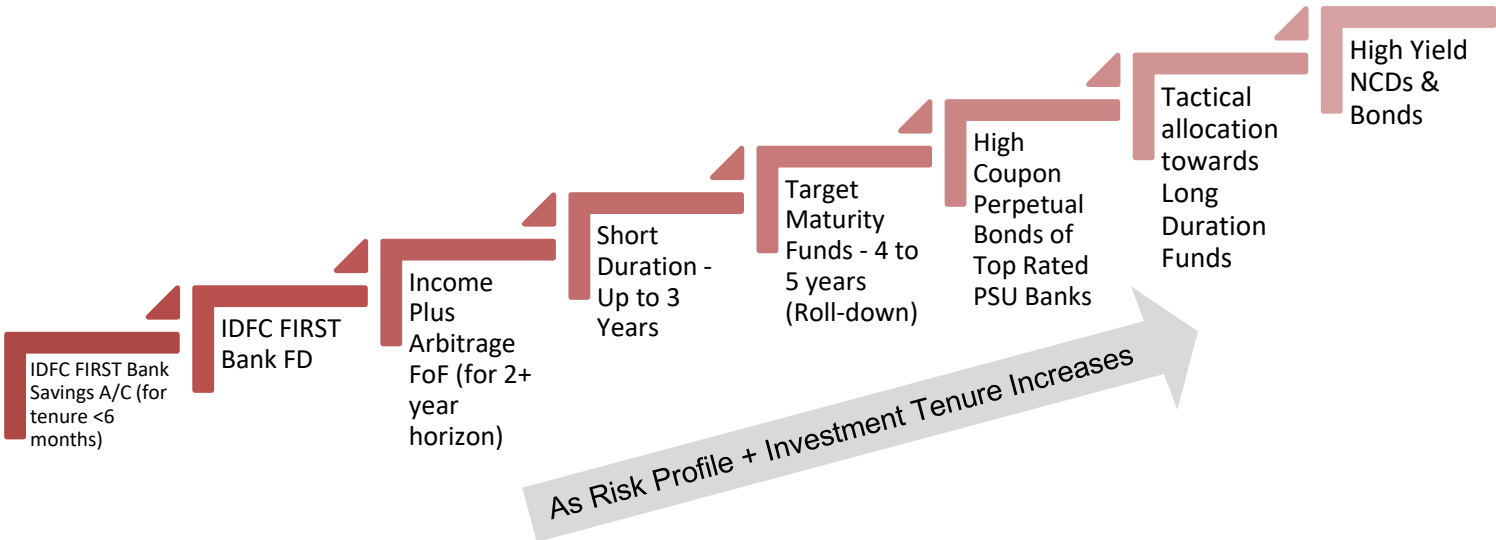 IDFC FIRST Bank
Savings A/C (for
tenure <6
months)
IDFC FIRST
Bank FD
Income
Plus
Arbitrage
FoF (for 2+
year
horizon)
Short
Duration -
Up to 3
Years
Target
Maturity
Funds - 4 to
5 years
(Roll-down)
High
Coupon
Perpetual
Bonds of
Top Rated
PSU Banks
Tactical
allocation
towards
Long
Duration
Funds
High Yield
NCDs &
Bonds
As Risk Profile + Investment Tenure Increases